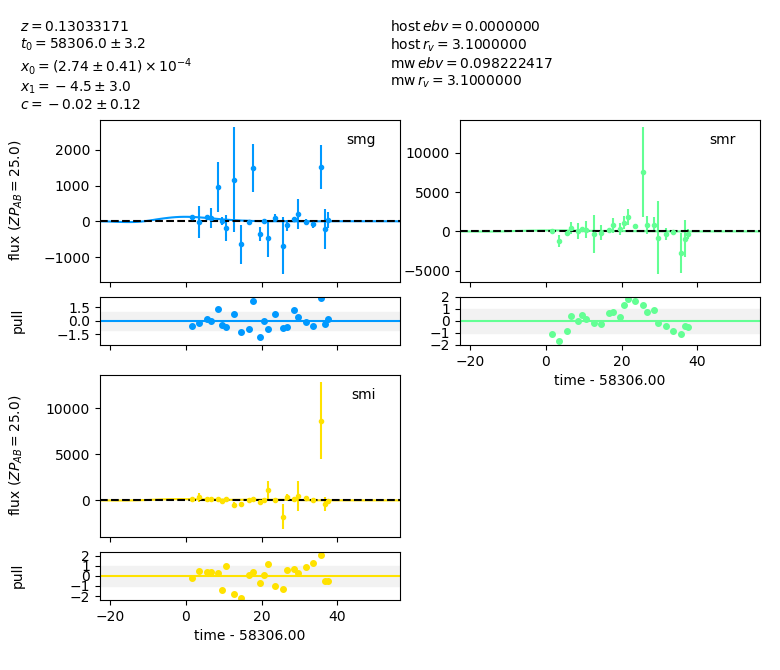 z = 0.13033171
t₀ = 58306.0 ± 3.2
x₀ = (2.74 ± 0.41) × 10⁻⁴
x₁ = −4.5 ± 3.0
c = −0.02 ± 0.12
host ebv = 0.0000000
host r_v = 3.1000000
mw ebv = 0.098222417
mw r_v = 3.1000000
smg
2000
1000
0
−1000
flux (ZP_AB = 25.0)
smr
10000
5000
0
−5000
pull
1.5
0.0
−1.5
2
1
0
−1
−2
−20 0 20 40
time - 58306.00
smi
10000
5000
0
flux (ZP_AB = 25.0)
pull
2
1
0
−1
−2
−20 0 20 40
time - 58306.00